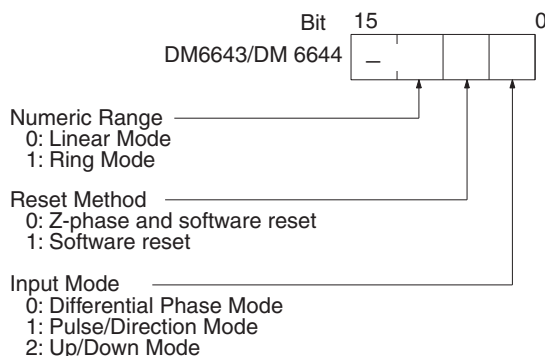 Bit 15 0
DM6643/DM 6644 –
Numeric Range
0: Linear Mode
1: Ring Mode
Reset Method
0: Z-phase and software reset
1: Software reset
Input Mode
0: Differential Phase Mode
1: Pulse/Direction Mode
2: Up/Down Mode